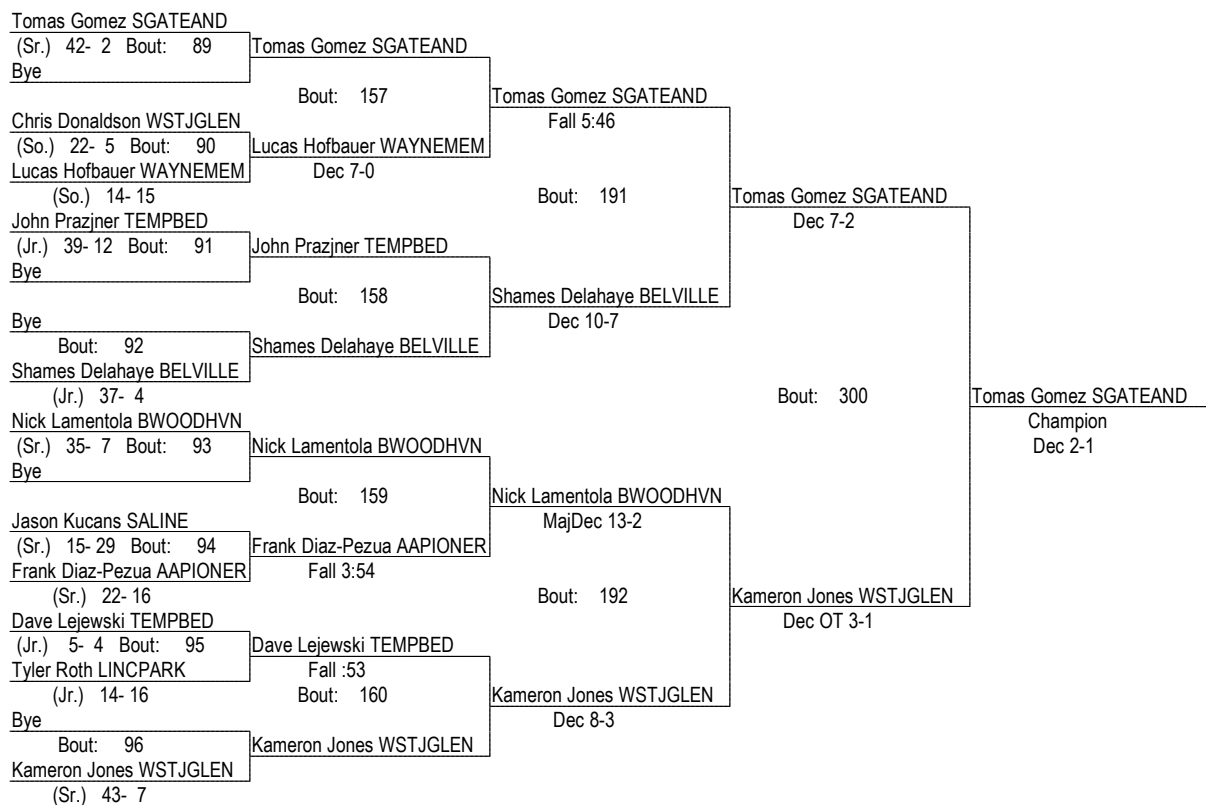 Tomas Gomez SGATEAND
(Sr.) 42- 2 Bout: 89 Tomas Gomez SGATEAND
Bye
Bout: 157 Tomas Gomez SGATEAND
Chris Donaldson WSTJGLEN Fall 5:46
(So.) 22- 5 Bout: 90 Lucas Hofbauer WAYNEMEM
Lucas Hofbauer WAYNEMEM Dec 7-0
(So.) 14- 15 Bout: 191 Tomas Gomez SGATEAND
John Prazjner TEMPBED Dec 7-2
(Jr.) 39- 12 Bout: 91 John Prazjner TEMPBED
Bye
Bout: 158 Shames Delahaye BELVILLE
Bye Dec 10-7
Bout: 92 Shames Delahaye BELVILLE
Shames Delahaye BELVILLE
(Jr.) 37- 4 Bout: 300 Tomas Gomez SGATEAND
Nick Lamentola BWOODHVN Champion
(Sr.) 35- 7 Bout: 93 Nick Lamentola BWOODHVN Dec 2-1
Bye
Bout: 159 Nick Lamentola BWOODHVN
Jason Kucans SALINE MajDec 13-2
(Sr.) 15- 29 Bout: 94 Frank Diaz-Pezua AAPIONER
Frank Diaz-Pezua AAPIONER Fall 3:54
(Sr.) 22- 16 Bout: 192 Kameron Jones WSTJGLEN
Dave Lejewski TEMPBED Dec OT 3-1
(Jr.) 5- 4 Bout: 95 Dave Lejewski TEMPBED
Tyler Roth LINCPARK Fall :53
(Jr.) 14- 16 Bout: 160 Kameron Jones WSTJGLEN
Bye Dec 8-3
Bout: 96 Kameron Jones WSTJGLEN
Kameron Jones WSTJGLEN
(Sr.) 43- 7